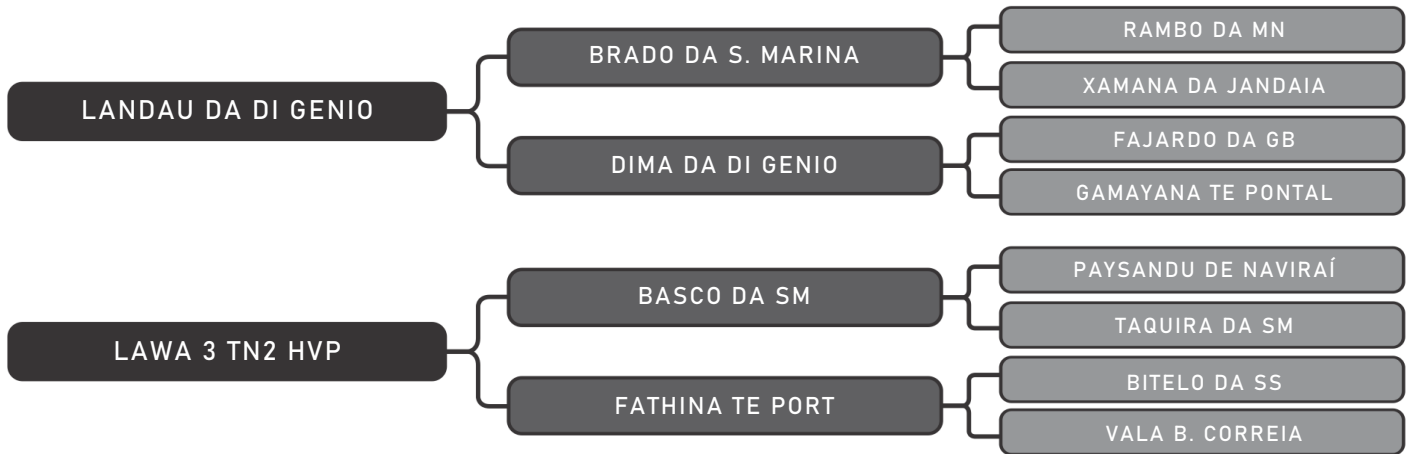 LANDAU DA DI GENIO
BRADO DA S. MARINA
RAMBO DA MN
XAMANA DA JANDAIA
DIMA DA DI GENIO
FAJARDO DA GB
GAMAYANA TE PONTAL
LAWA 3 TN2 HVP
BASCO DA SM
PAYSANDU DE NAVIRAÍ
TAQUIRA DA SM
FATHINA TE PORT
BITELO DA SS
VALA B. CORREIA